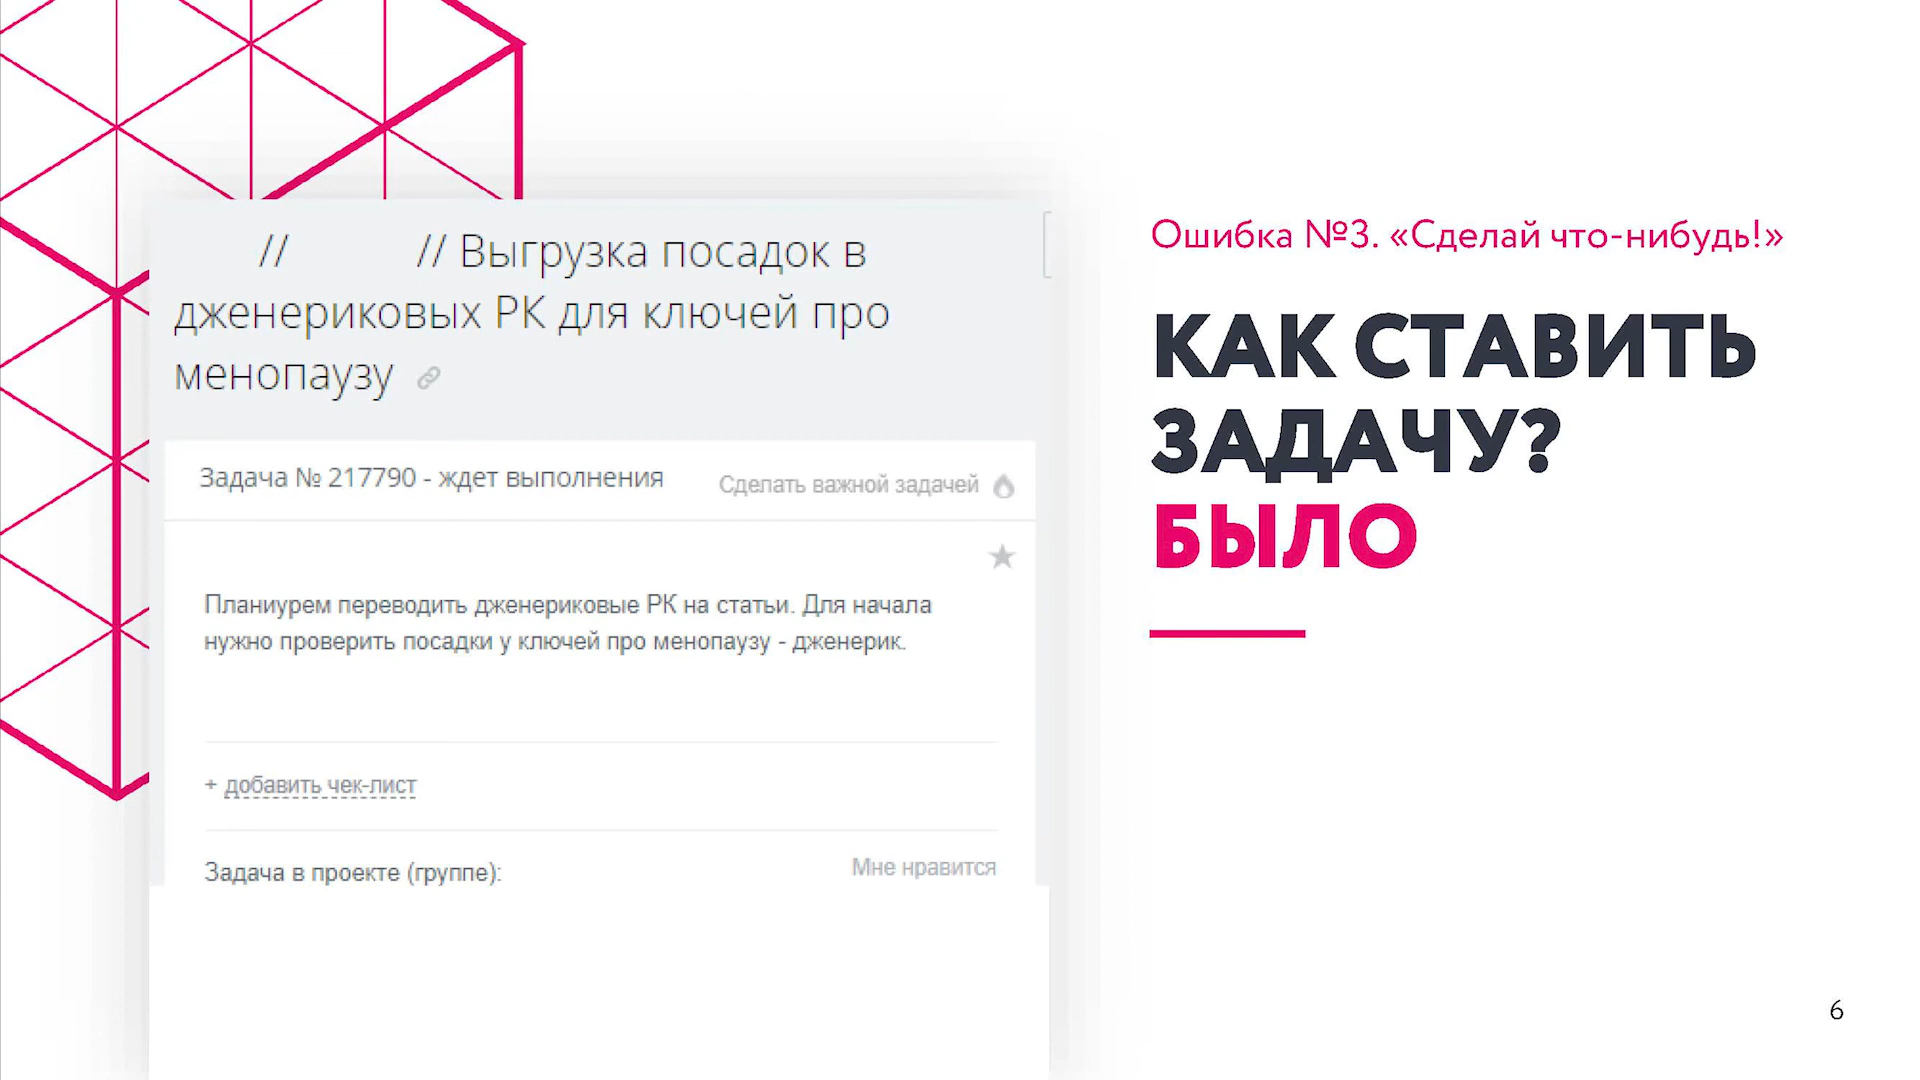 // // Выгрузка посадок в
дженериковых РК для ключей про
менопаузу
Задача № 217790 - ждет выполнения
Сделать важной задачей
Планиурем переводить дженериковые РК на статьи. Для начала
нужно проверить посадки у ключей про менопаузу - дженерик.
+ добавить чек-лист
Задача в проекте (группе):
Мне нравится
Ошибка №3. «Сделай что-нибудь!»
КАК СТАВИТЬ
ЗАДАЧУ?
БЫЛО
6